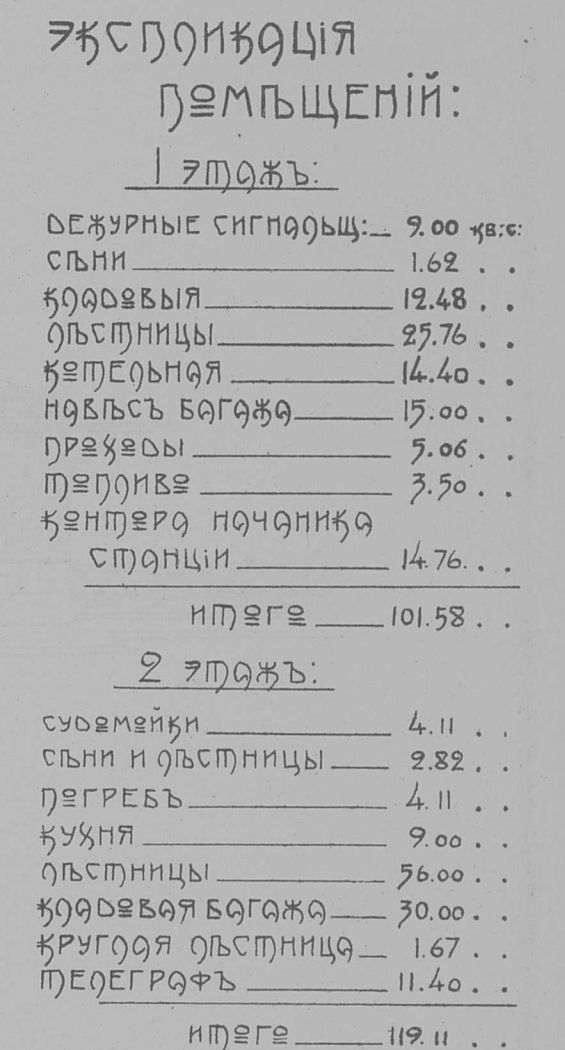 Экспликація
помѣщеній:
1 этажъ:
Дежурные сигнальщ: 9.00 кв: с:
Сѣни 1.62 . .
Кладовыя 12.48 . .
Лѣстницы 25.76 . .
Котельная 14.40 . .
Навѣсъ багажа 15.00 . .
Проходы 5.06 . .
Топливо 3.50 . .
Контора начаника
станціи 14.76 . .
Итого 101.58 . .
2 этажъ:
Судомойки 4.11 . .
Сѣни и лѣстницы 2.82 . .
Погребъ 4.11 . .
Кухня 9.00 . .
Лѣстницы 56.00 . .
Кладовая багажа 30.00 . .
Круглая лѣстница 1.67 . .
Телеграфъ 11.40 . .
Итого 119.11 . .